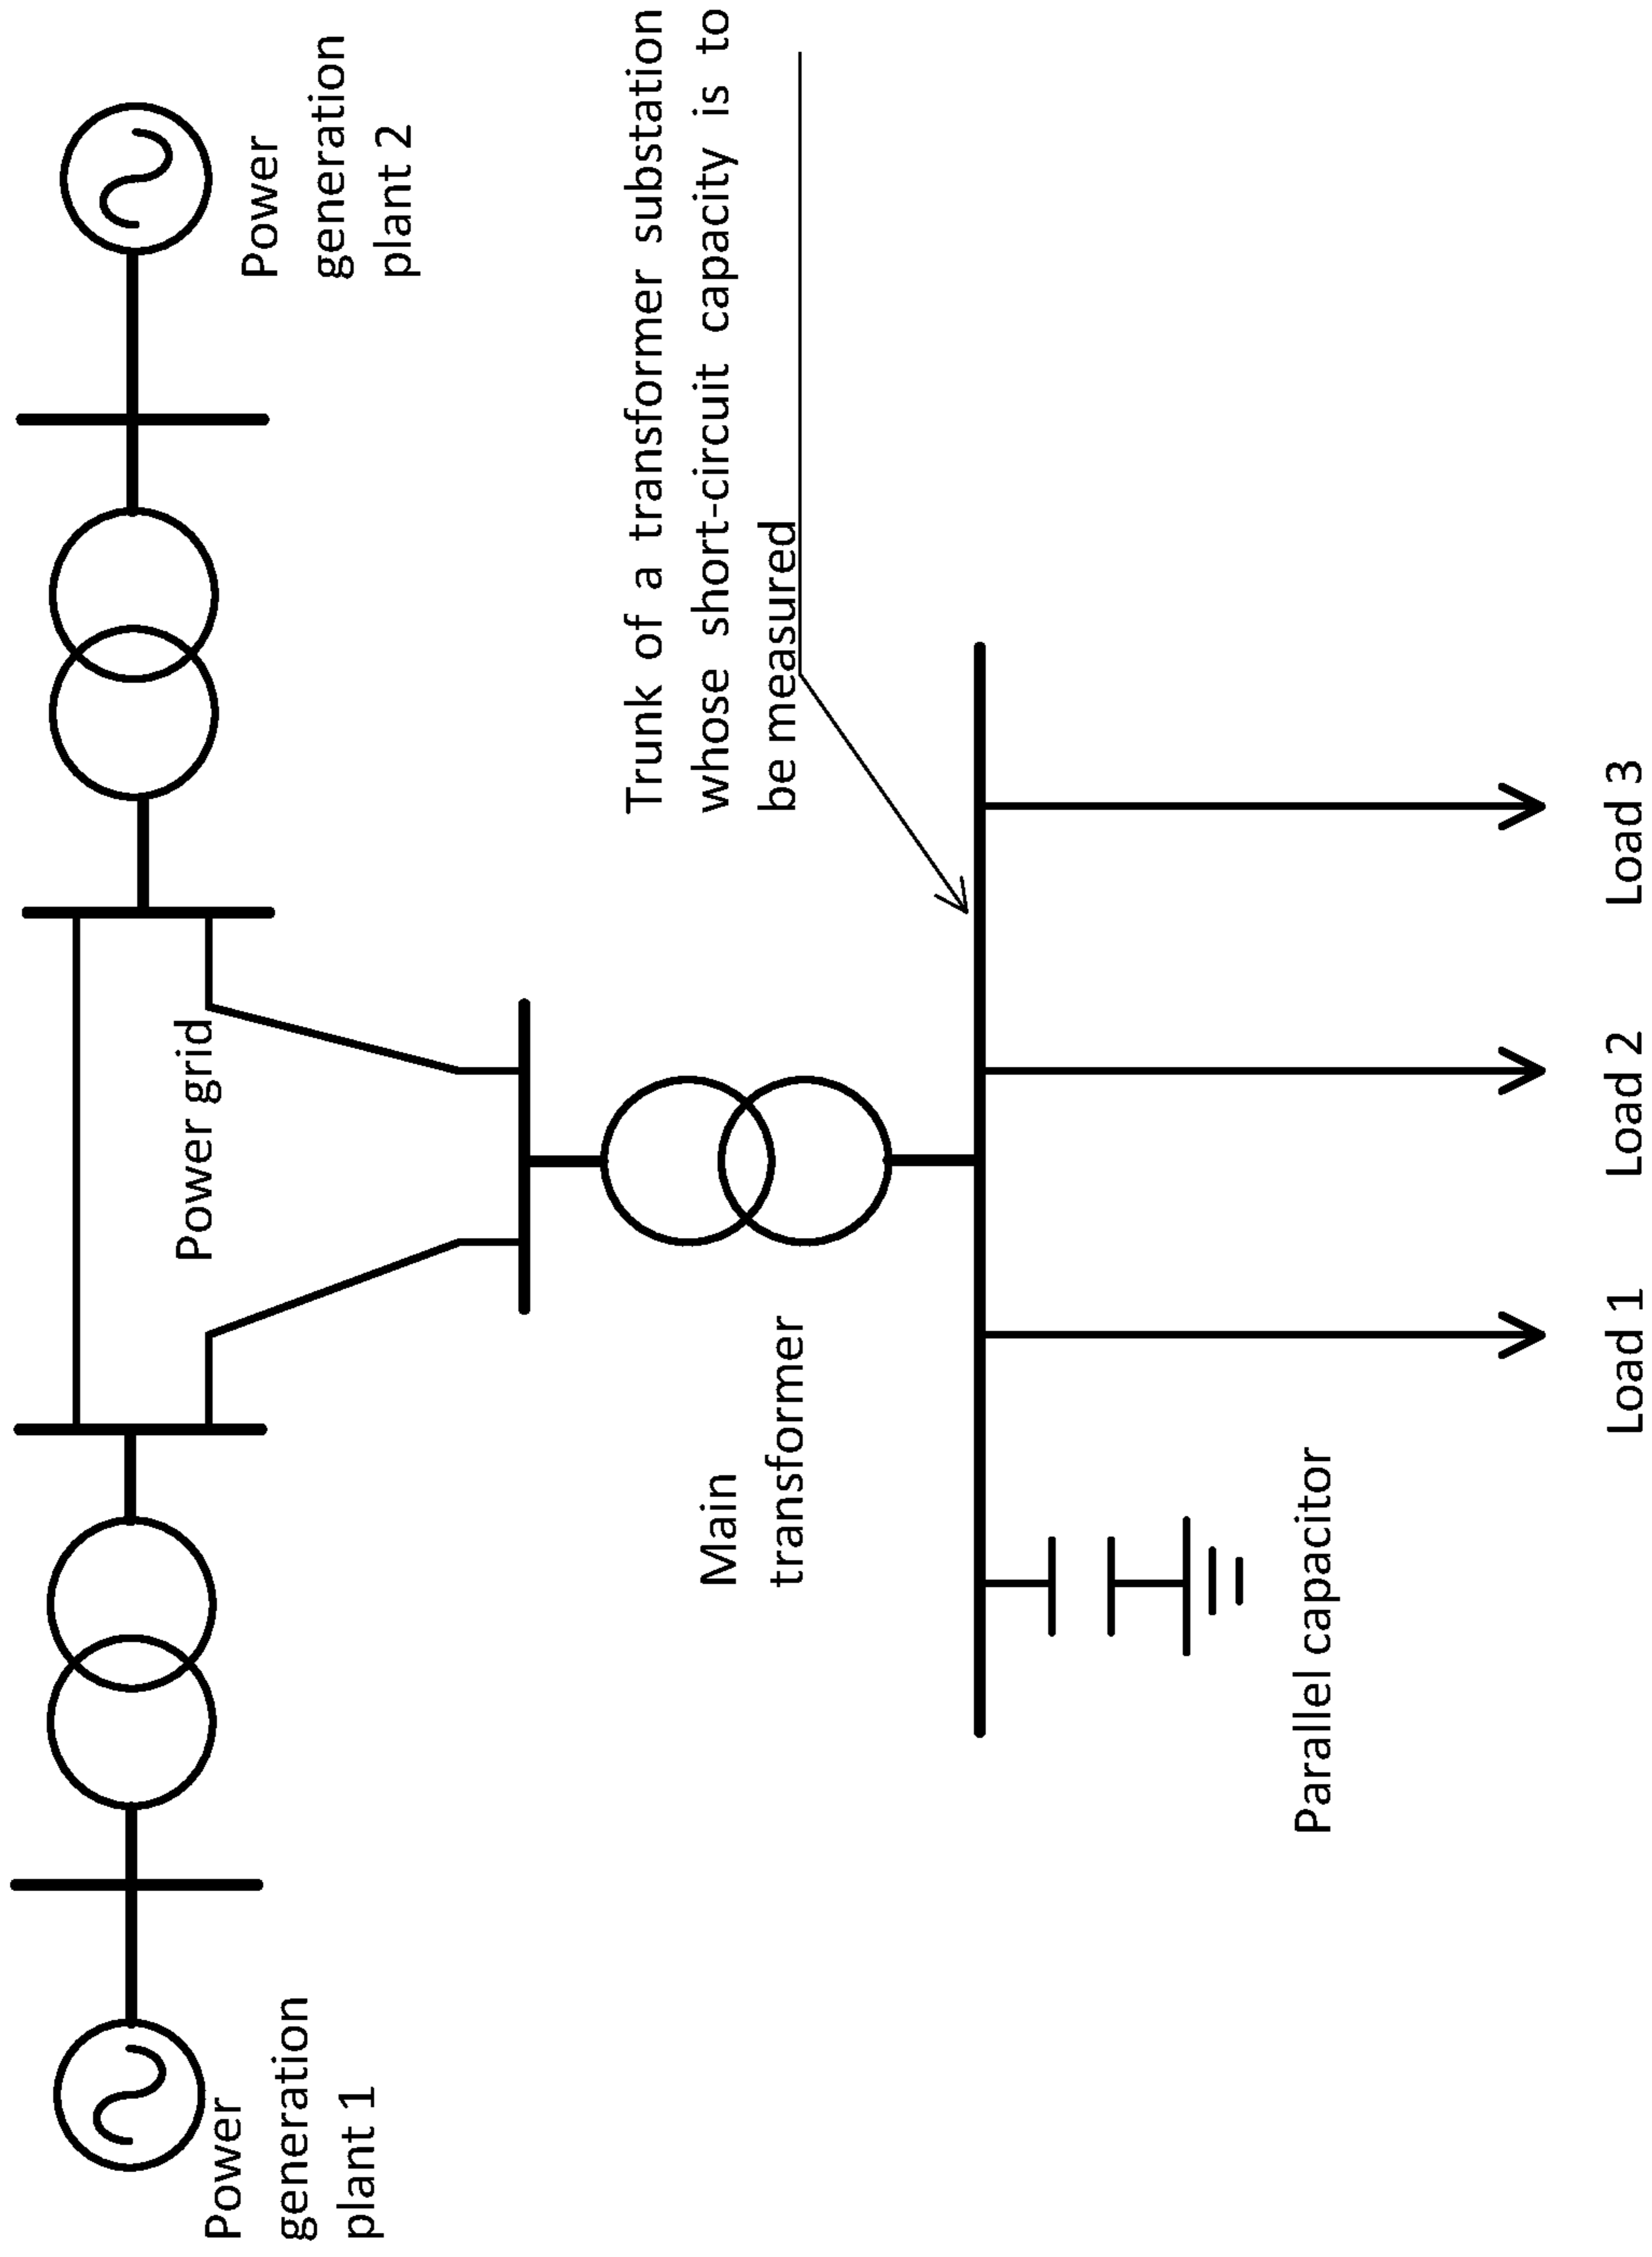 Power
generation
plant 1
Power grid
Power
generation
plant 2
Main
transformer
Trunk of a transformer substation
whose short-circuit capacity is to
be measured
Parallel capacitor
Load 1
Load 2
Load 3